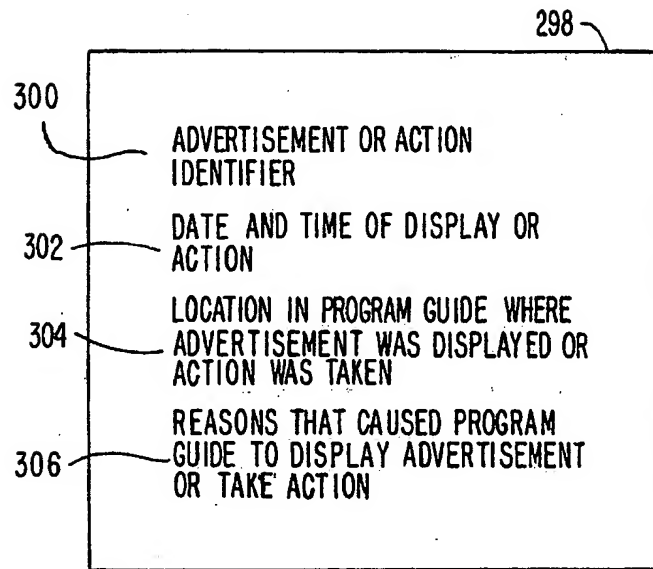 298
300
ADVERTISEMENT OR ACTION
IDENTIFIER
302
DATE AND TIME OF DISPLAY OR
ACTION
304
LOCATION IN PROGRAM GUIDE WHERE
ADVERTISEMENT WAS DISPLAYED OR
ACTION WAS TAKEN
306
REASONS THAT CAUSED PROGRAM
GUIDE TO DISPLAY ADVERTISEMENT
OR TAKE ACTION